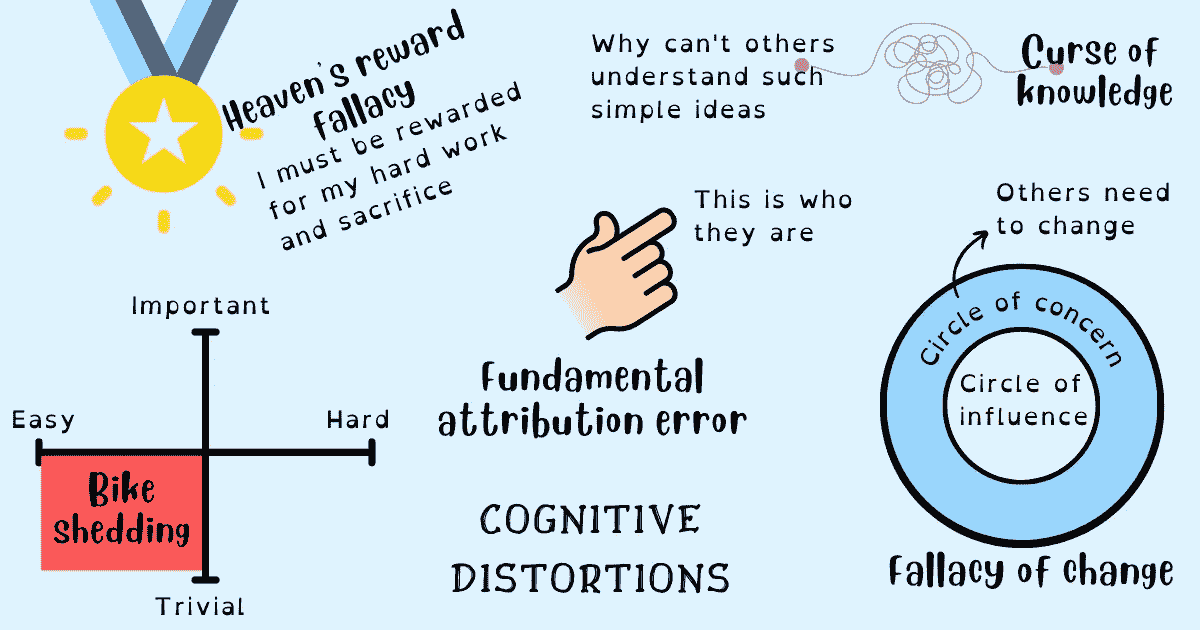 Heaven's reward
fallacy
I must be rewarded
for my hard work
and sacrifice
Why can't others
understand such
simple ideas
Curse of
knowledge
This is who
they are
Fundamental
attribution error
Others need
to change
Circle of concern
Circle of
influence
Fallacy of change
Important
Easy
Hard
Bike
shedding
Trivial
COGNITIVE
DISTORTIONS